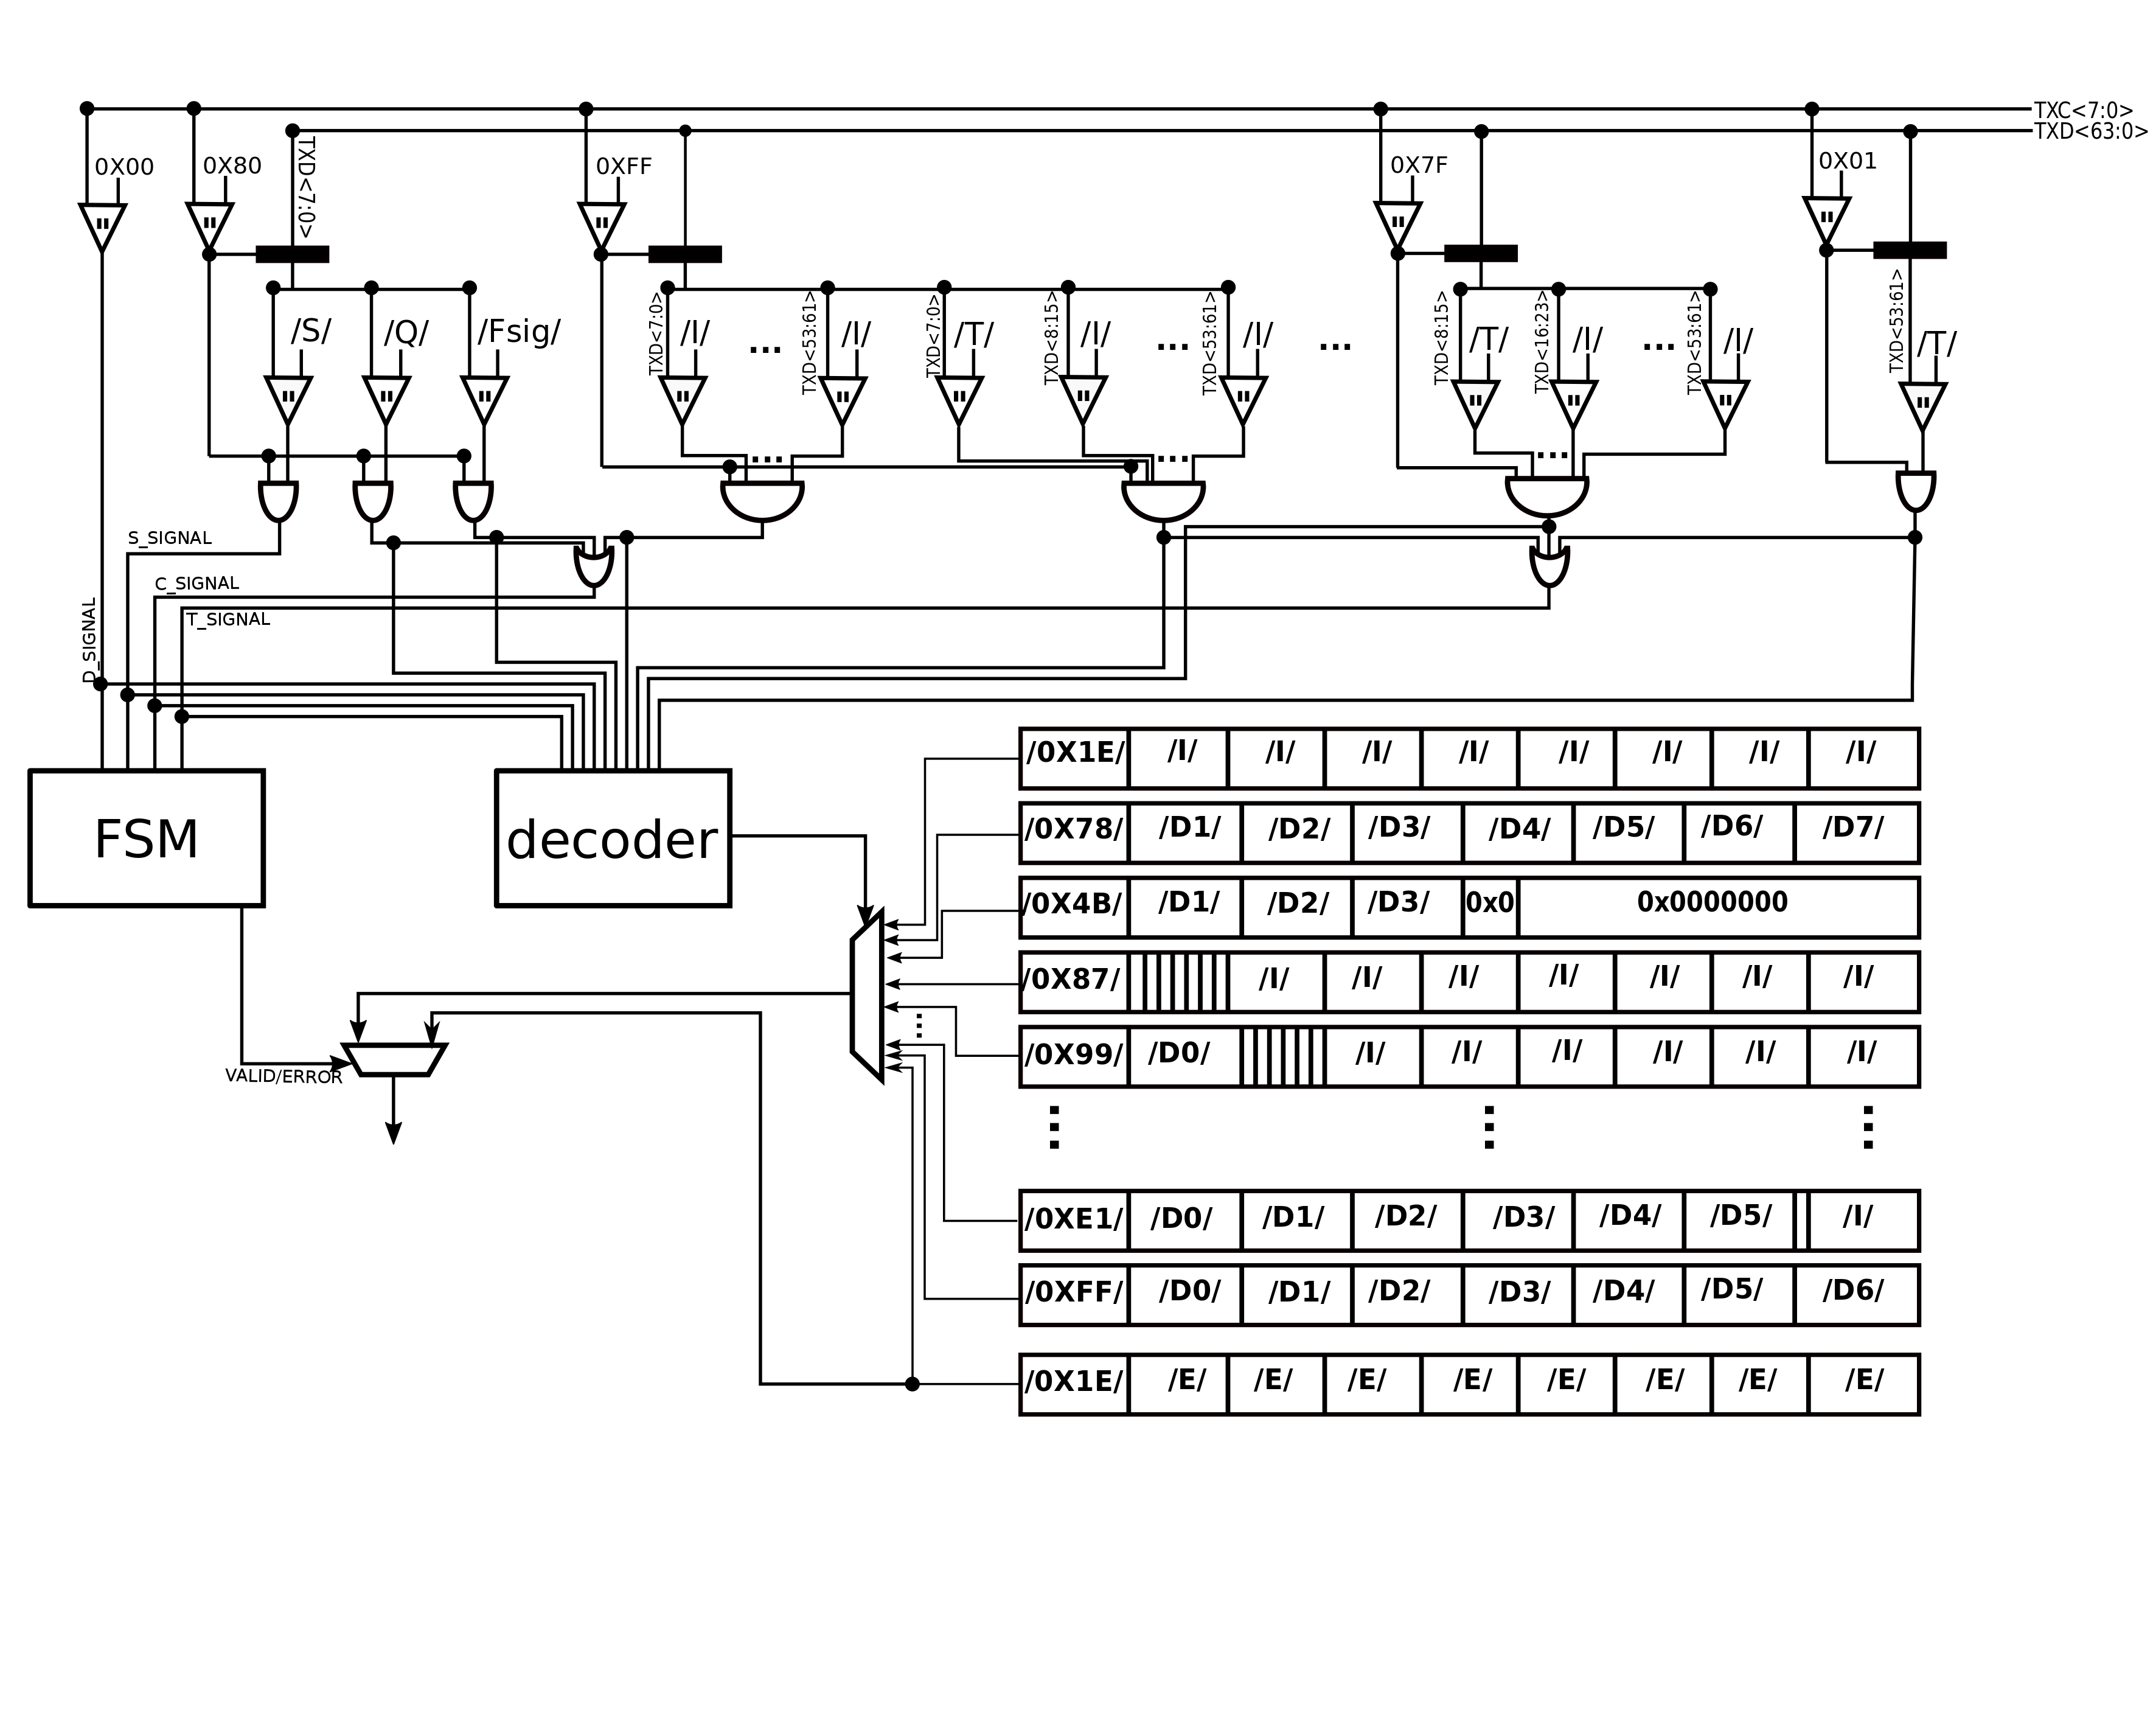 TXC<7:0>
TXD<63:0>
0X00
0X80
TXD<7:0>
0XFF
0X7F
0X01
=
=
=
=
=
/S/
/Q/
/Fsig/
TXD<7:0>
/I/
...
TXD<53:61>
/I/
TXD<7:0>
/T/
TXD<8:15>
/I/
...
TXD<53:61>
/I/
...
TXD<8:15>
/T/
TXD<16:23>
/I/
...
TXD<53:61>
/I/
TXD<53:61>
/T/
=
=
=
=
=
=
=
=
=
=
=
=
...
...
...
S_SIGNAL
C_SIGNAL
T_SIGNAL
D_SIGNAL
FSM
decoder
VALID/ERROR
/0X1E/ /I/ /I/ /I/ /I/ /I/ /I/ /I/ /I/
/0X78/ /D1/ /D2/ /D3/ /D4/ /D5/ /D6/ /D7/
/0X4B/ /D1/ /D2/ /D3/ 0x0 0x0000000
/0X87/ /I/ /I/ /I/ /I/ /I/ /I/ /I/
/0X99/ /D0/ /I/ /I/ /I/ /I/ /I/ /I/
/0XE1/ /D0/ /D1/ /D2/ /D3/ /D4/ /D5/ /I/
/0XFF/ /D0/ /D1/ /D2/ /D3/ /D4/ /D5/ /D6/
/0X1E/ /E/ /E/ /E/ /E/ /E/ /E/ /E/ /E/